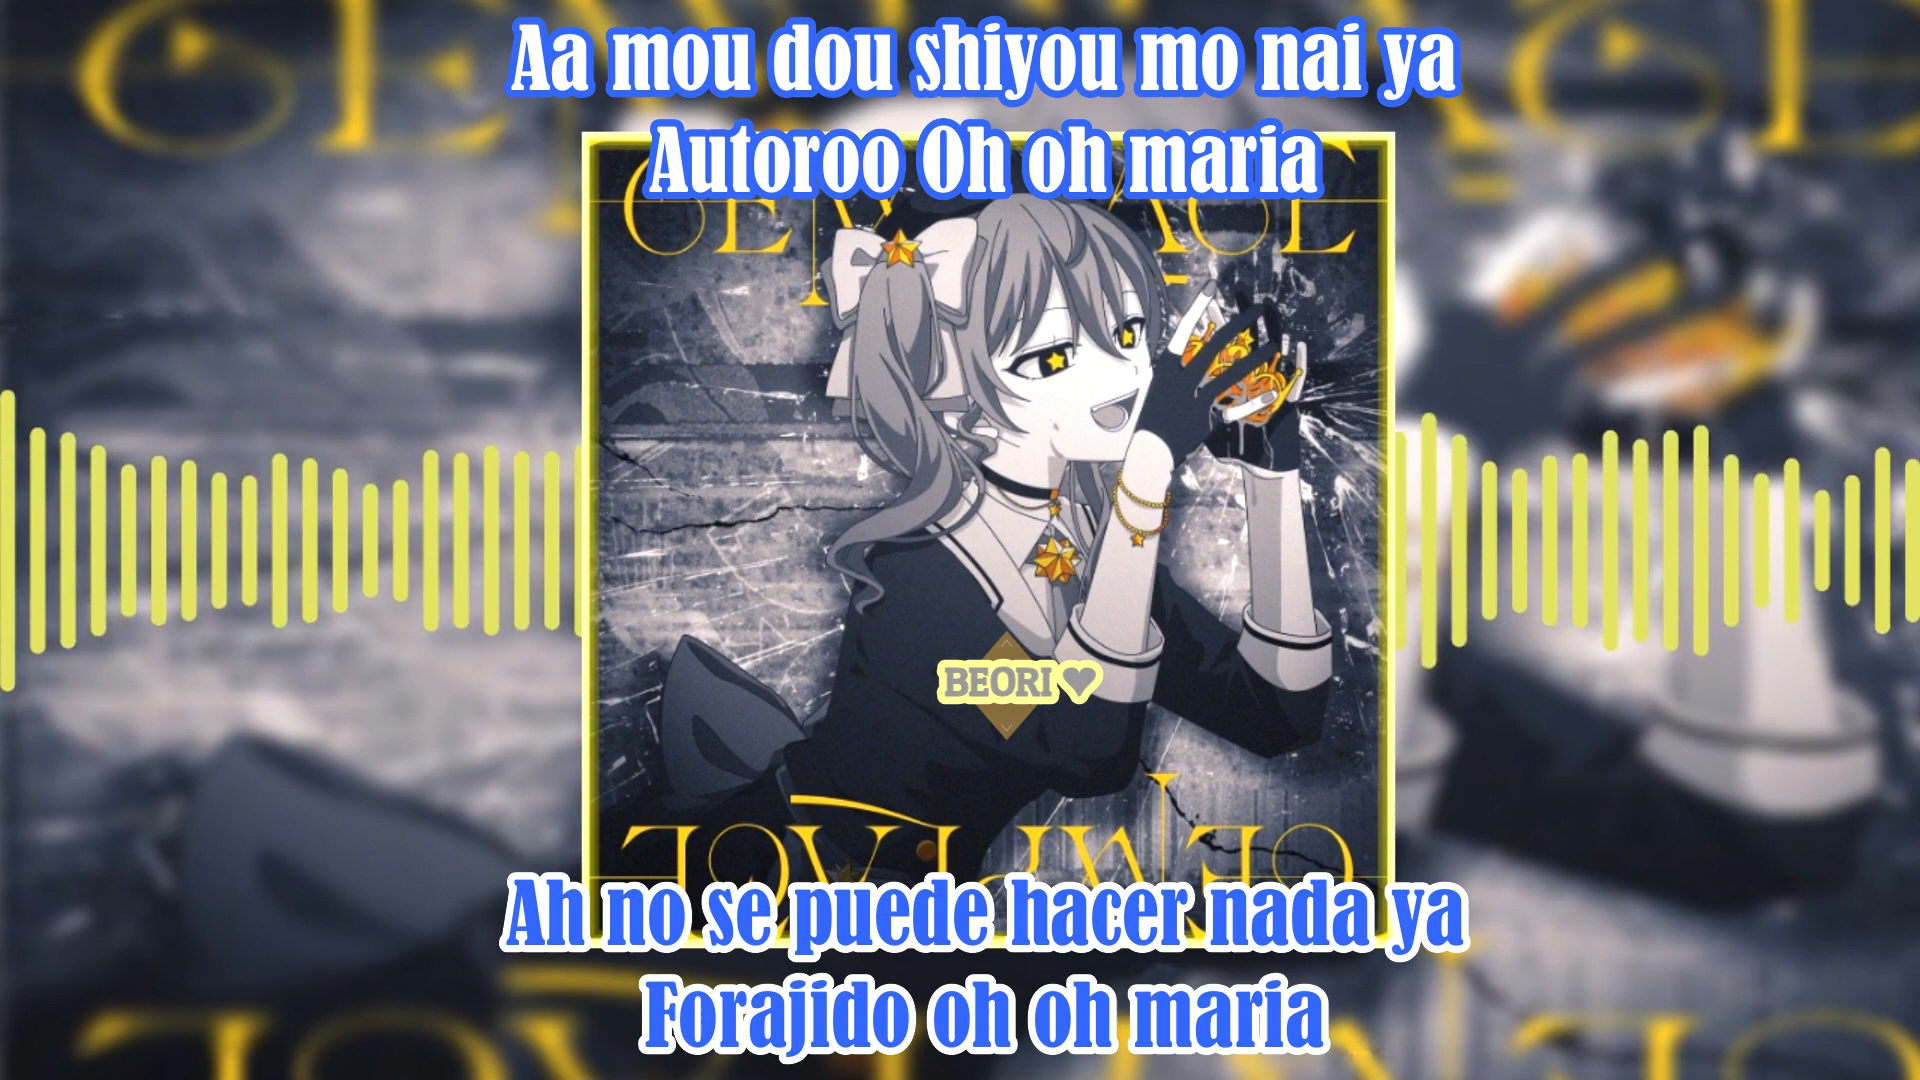 Aa mou dou shiyou mo nai ya
Autoroo Oh oh maria
BEORI
Ah no se puede hacer nada ya
Forajido oh oh maria